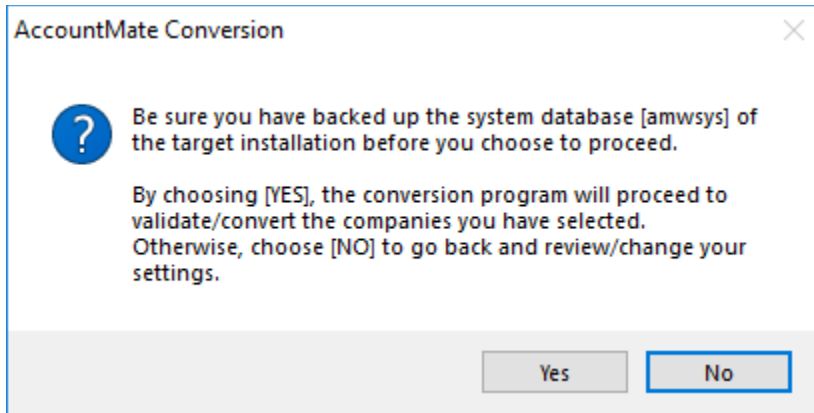 AccountMate Conversion
?
Be sure you have backed up the system database [amwsys] of
the target installation before you choose to proceed.
By choosing [YES], the conversion program will proceed to
validate/convert the companies you have selected.
Otherwise, choose [NO] to go back and review/change your
settings.
Yes
No